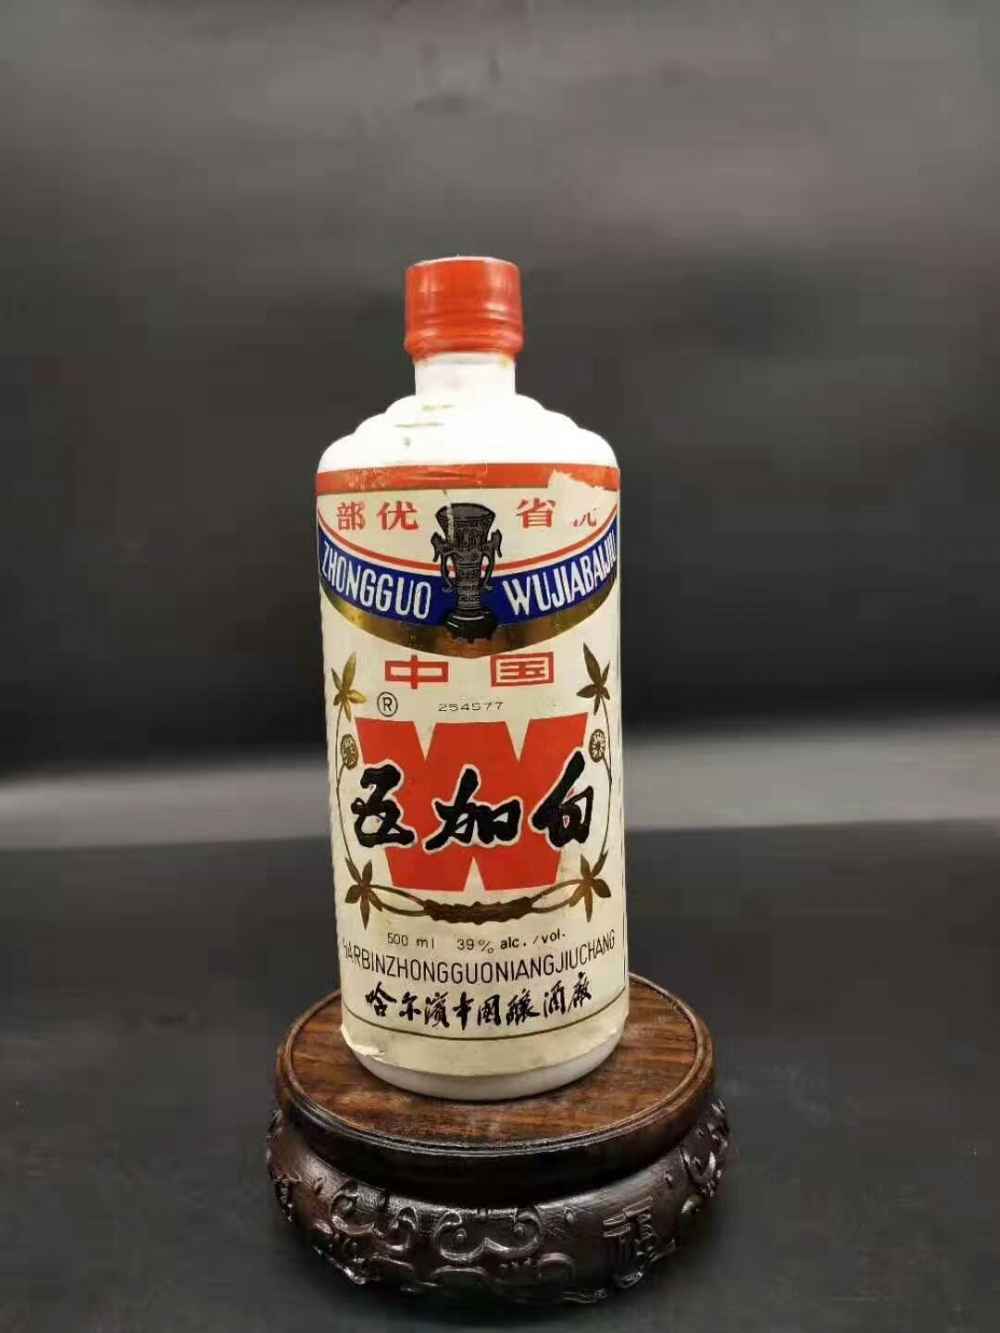 部优 省优
ZHONGGUO WUJIABAIJIU
中国
® 254577
W
五加白
500 ml 39% alc./vol.
HARBINZHONGGUONIANGJIUCHANG
哈尔滨中国酿酒厂